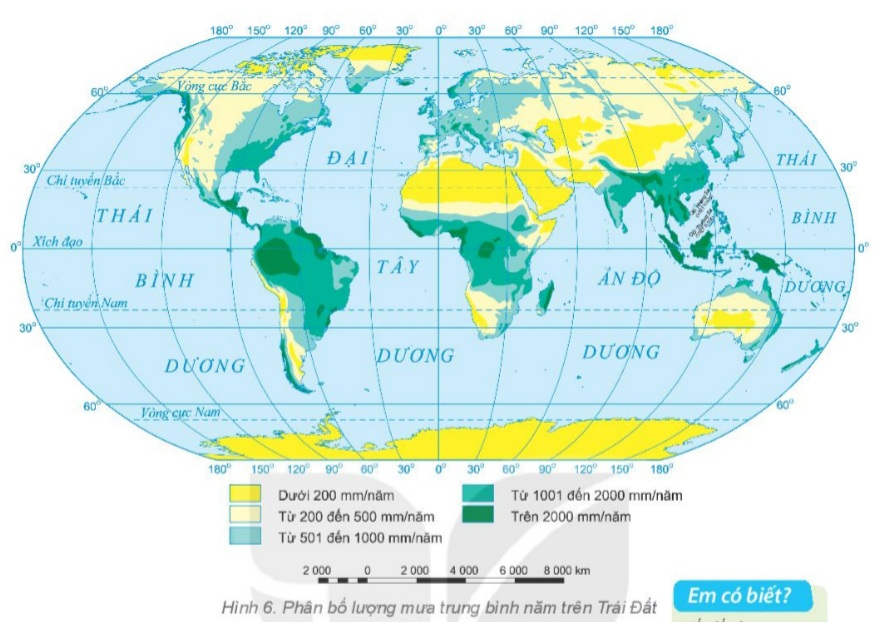 180° 150° 120° 90° 60° 30° 0° 30° 60° 90° 120° 150° 180°
60° Vòng cực Bắc 60°
ĐẠI
30° Chí tuyến Bắc THÁI 30°
THÁI BÌNH
0° Xích đạo 0°
TÂY
BÌNH ẤN ĐỘ DƯƠNG
Chí tuyến Nam
30° 30°
DƯƠNG DƯƠNG DƯƠNG
60° Vòng cực Nam 60°
180° 150° 120° 90° 60° 30° 0° 30° 60° 90° 120° 150° 180°
Dưới 200 mm/năm
Từ 200 đến 500 mm/năm
Từ 501 đến 1000 mm/năm
Từ 1001 đến 2000 mm/năm
Trên 2000 mm/năm
2 000 0 2 000 4 000 6 000 8 000 km
Hình 6. Phân bố lượng mưa trung bình năm trên Trái Đất
Em có biết?